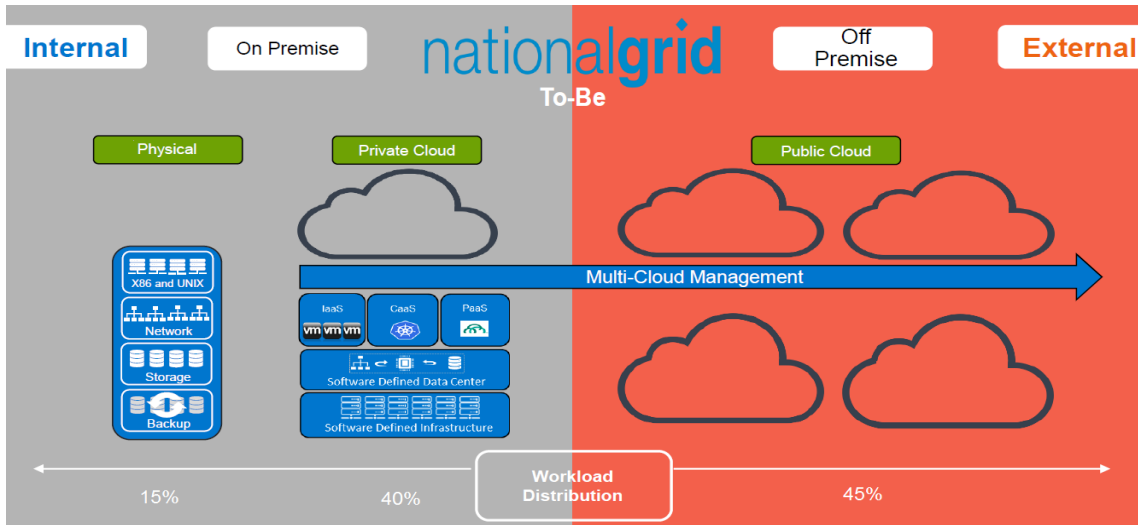 Internal
On Premise
nationalgrid
Off
Premise
External
To-Be
Physical
Private Cloud
Public Cloud
Multi-Cloud Management
X86 and UNIX
Network
Storage
Backup
IaaS
vm vm vm
CaaS
PaaS
Software Defined Data Center
Software Defined Infrastructure
Workload
Distribution
15%
40%
45%